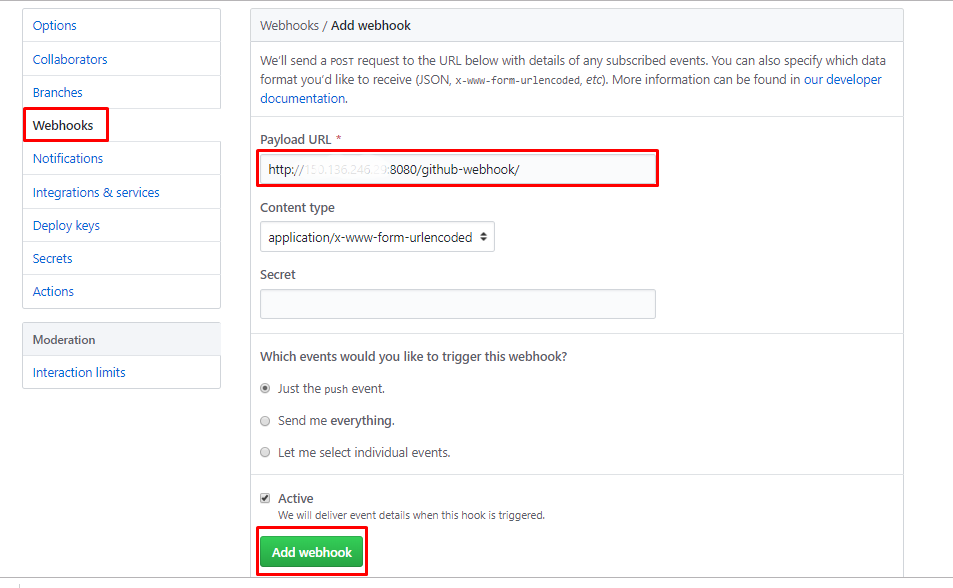 Options
Collaborators
Branches
Webhooks
Notifications
Integrations & services
Deploy keys
Secrets
Actions
Moderation
Interaction limits
Webhooks / Add webhook
We'll send a POST request to the URL below with details of any subscribed events. You can also specify which data
format you'd like to receive (JSON, x-www-form-urlencoded, etc). More information can be found in our developer
documentation.
Payload URL *
http:// :8080/github-webhook/
Content type
application/x-www-form-urlencoded
Secret
Which events would you like to trigger this webhook?
Just the push event.
Send me everything.
Let me select individual events.
Active
We will deliver event details when this hook is triggered.
Add webhook